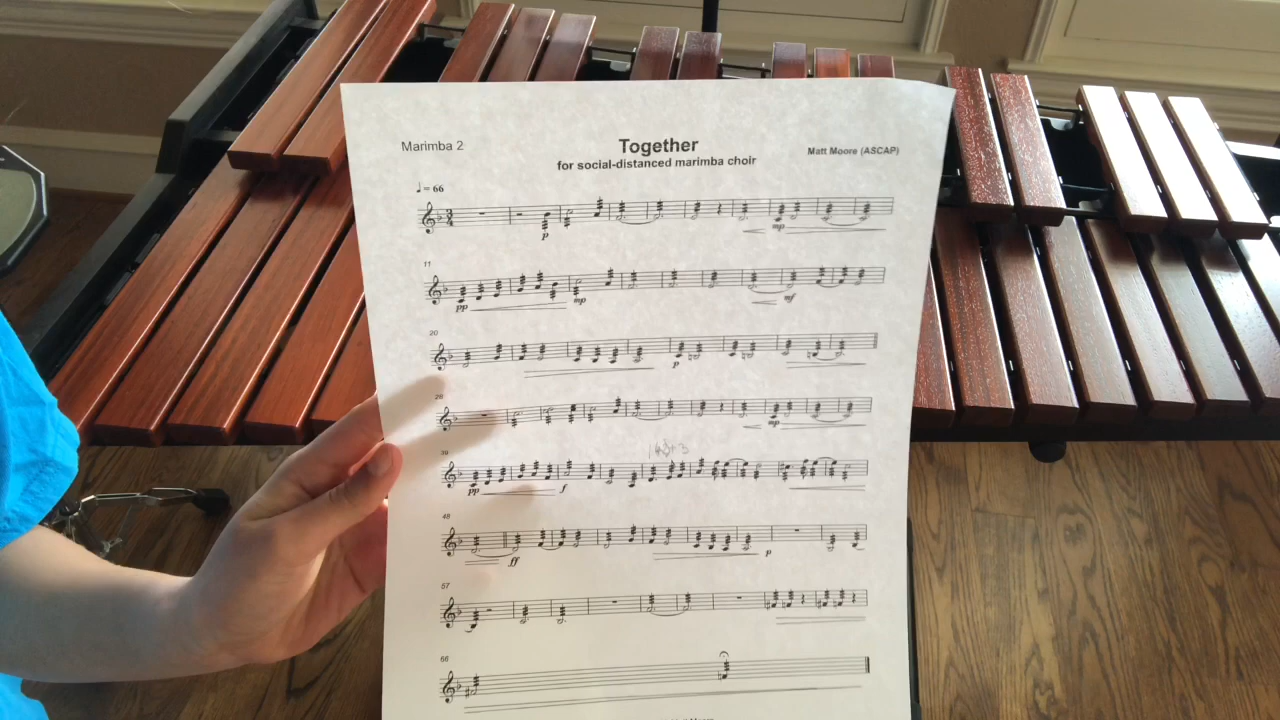 Marimba 2
Together
for social-distanced marimba choir
Matt Moore (ASCAP)
♩ = 66
p
mp
11
pp
mp
mf
20
p
28
mp
39
pp
f
48
ff
p
57
66